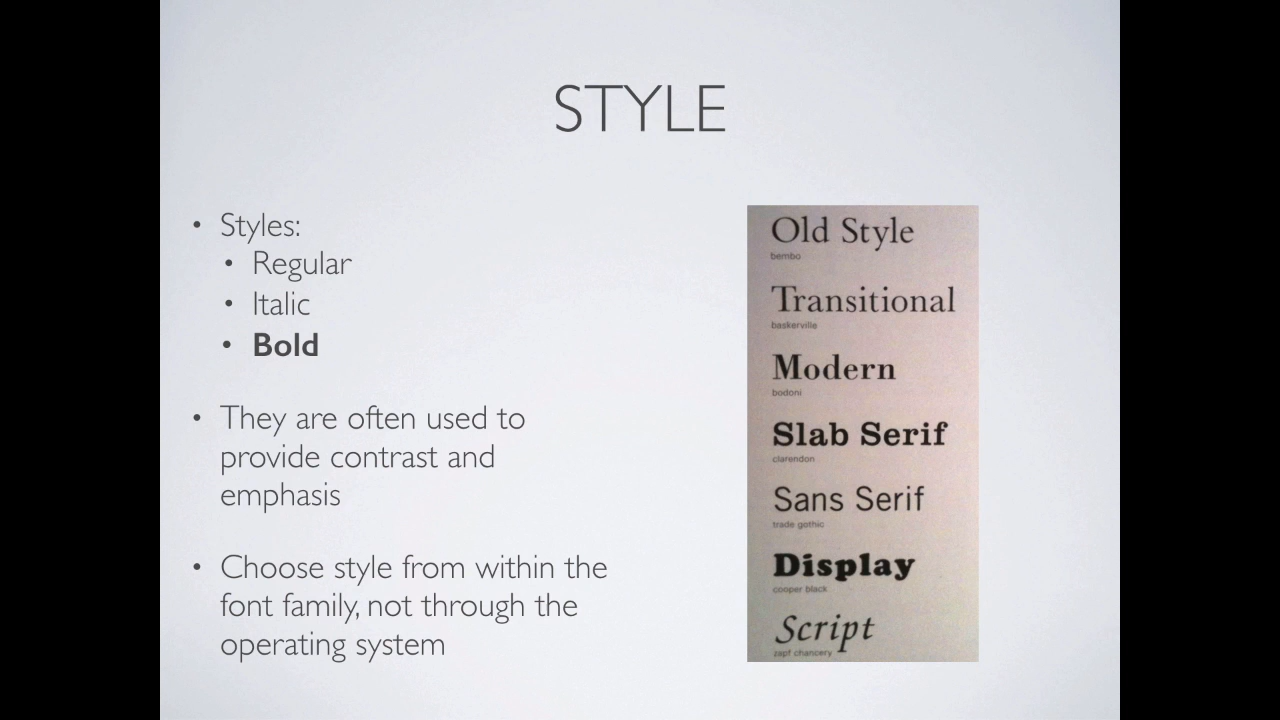 STYLE
• Styles:
• Regular
• Italic
• Bold
• They are often used to
provide contrast and
emphasis
• Choose style from within the
font family, not through the
operating system
Old Style
bembo
Transitional
baskerville
Modern
bodoni
Slab Serif
clarendon
Sans Serif
trade gothic
Display
cooper black
Script
zapf chancery